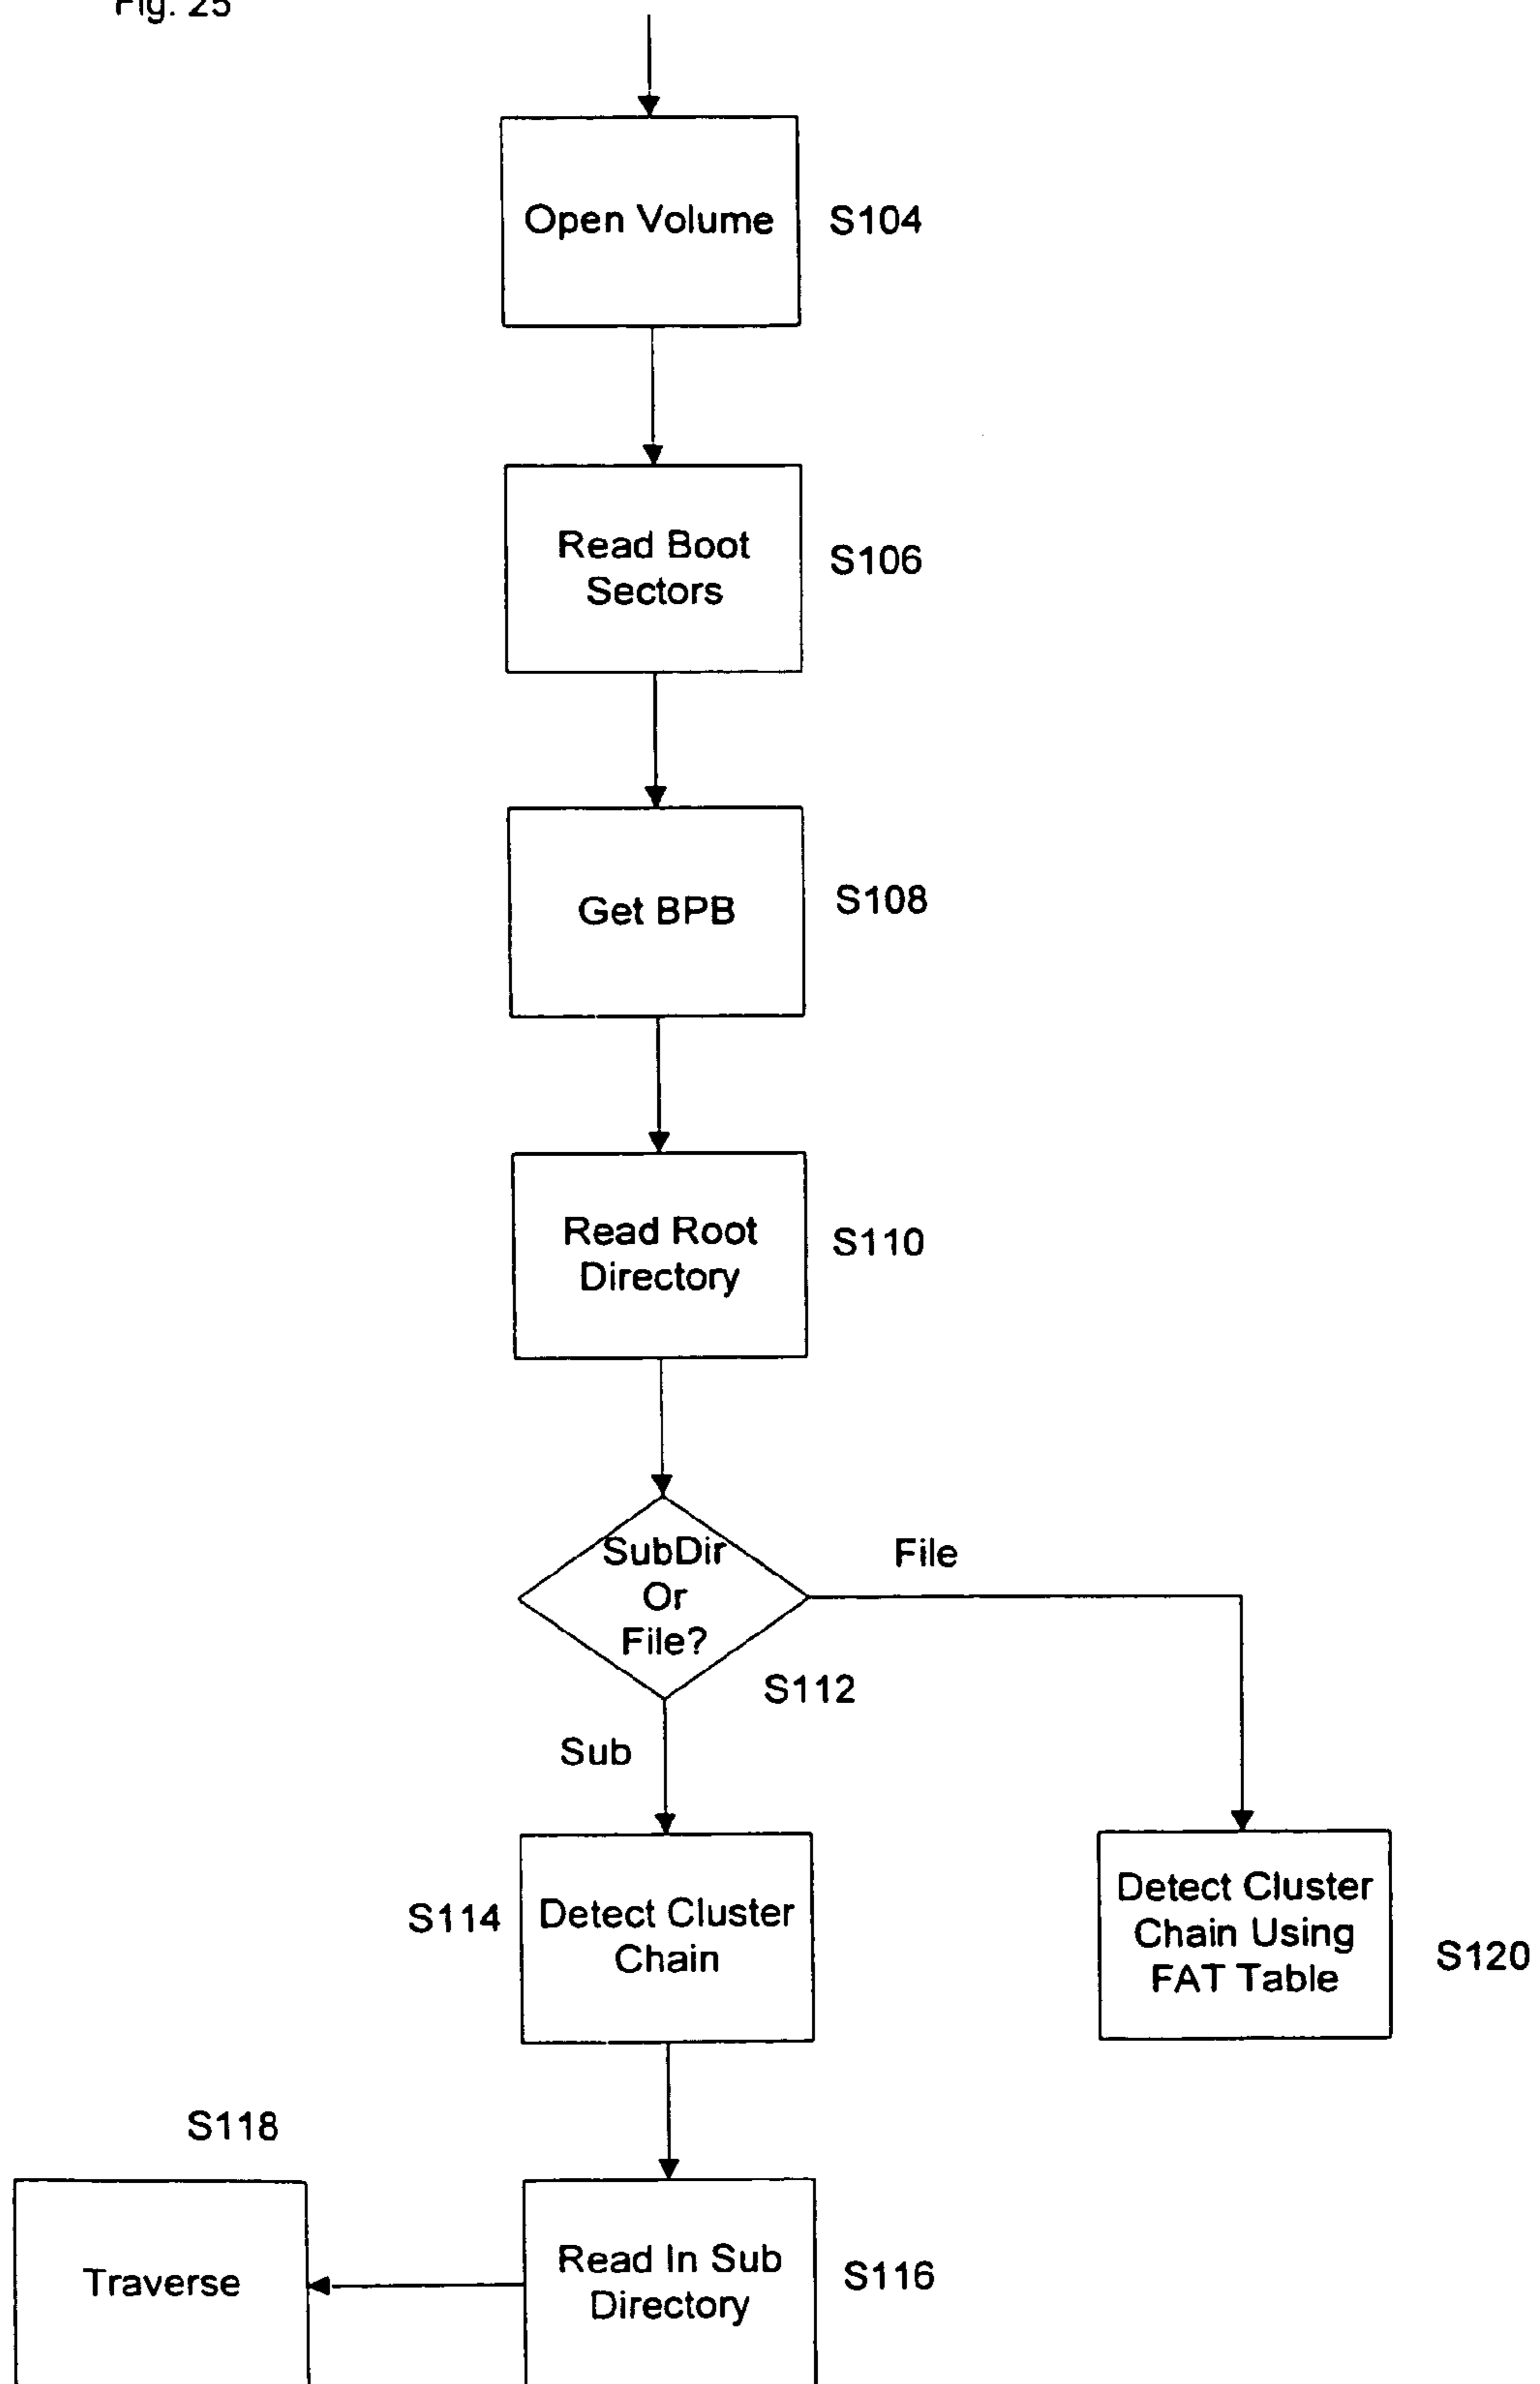 Fig. 25
Open Volume
S104
Read Boot
Sectors
S106
Get BPB
S108
Read Root
Directory
S110
SubDir
Or
File?
File
S112
Sub
S114
Detect Cluster
Chain
Detect Cluster
Chain Using
FAT Table
S120
S118
Traverse
Read In Sub
Directory
S116